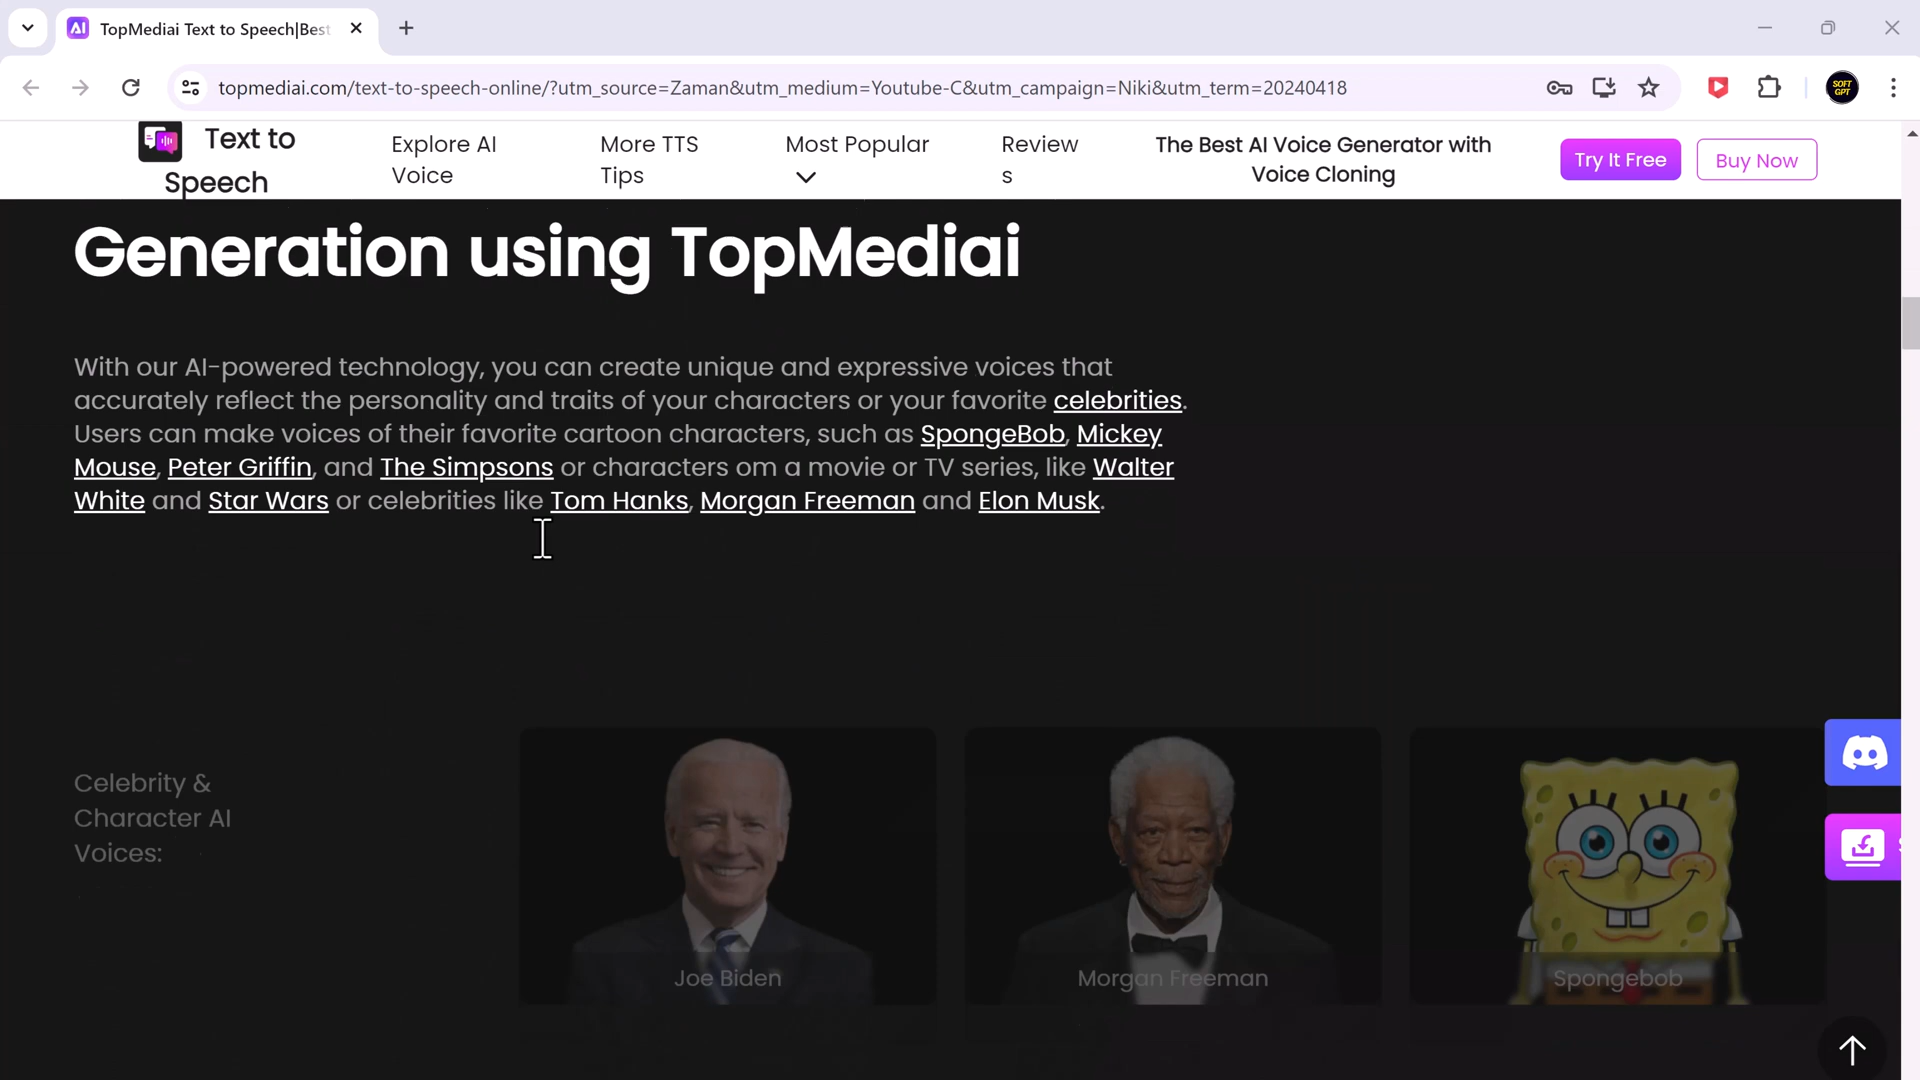 TopMediai Text to Speech|Best
topmediai.com/text-to-speech-online/?utm_source=Zaman&utm_medium=Youtube-C&utm_campaign=Niki&utm_term=20240418
SOFT
GPT
Text to
Speech
Explore AI
Voice
More TTS
Tips
Most Popular
Review
s
The Best AI Voice Generator with
Voice Cloning
Try It Free
Buy Now
Generation using TopMediai
With our AI-powered technology, you can create unique and expressive voices that
accurately reflect the personality and traits of your characters or your favorite celebrities.
Users can make voices of their favorite cartoon characters, such as SpongeBob, Mickey
Mouse, Peter Griffin, and The Simpsons or characters om a movie or TV series, like Walter
White and Star Wars or celebrities like Tom Hanks, Morgan Freeman and Elon Musk.
Celebrity &
Character AI
Voices:
Joe Biden
Morgan Freeman
Spongebob